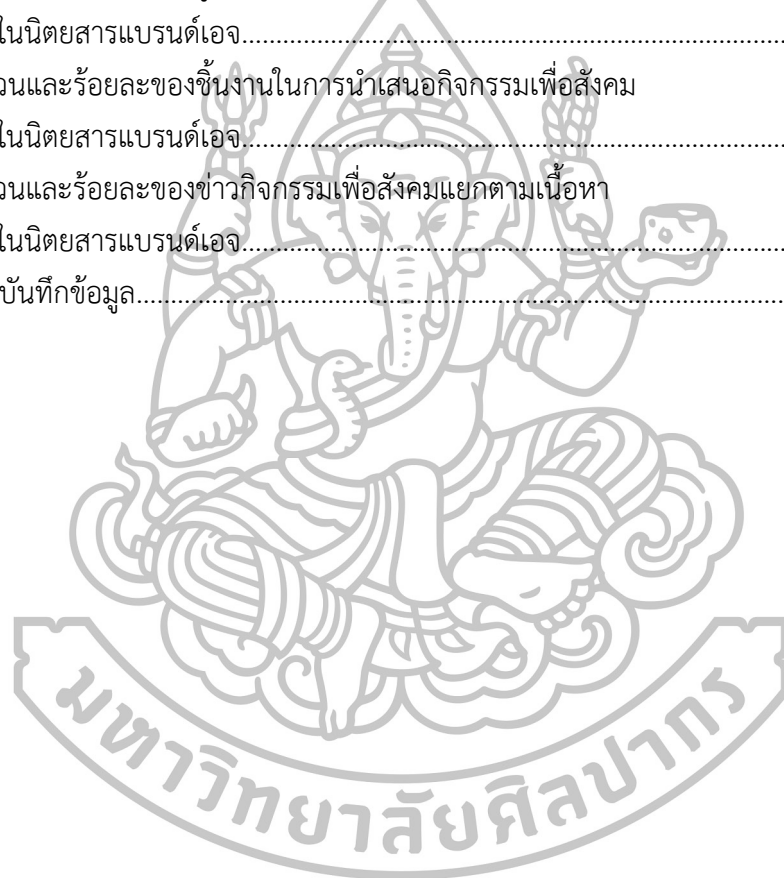 ในนิตยสารแบรนด์เอจ
วนและร้อยละของชิ้นงานในการนำเสนอกิจกรรมเพื่อสังคม
ในนิตยสารแบรนด์เอจ
วนและร้อยละของข่าวกิจกรรมเพื่อสังคมแยกตามเนื้อหา
ในนิตยสารแบรนด์เอจ
บันทึกข้อมูล
มหาวิทยาลัยศิลปากร